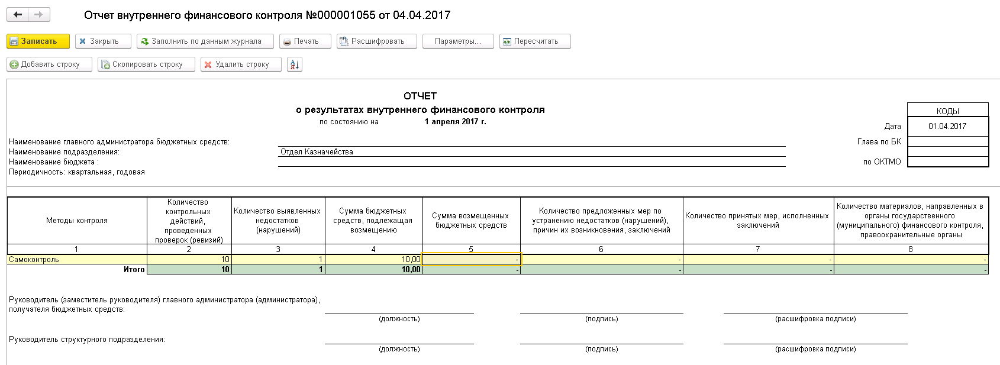 Отчет внутреннего финансового контроля №000001055 от 04.04.2017
Записать Закрыть Заполнить по данным журнала Печать Расшифровать Параметры... Пересчитать
Добавить строку Скопировать строку Удалить строку
ОТЧЕТ
о результатах внутреннего финансового контроля
по состоянию на 1 апреля 2017 г.
КОДЫ
Дата 01.04.2017
Глава по БК
по ОКТМО
Наименование главного администратора бюджетных средств:
Наименование подразделения: Отдел Казначейства
Наименование бюджета :
Периодичность: квартальная, годовая
Методы контроля
Количество
контрольных
действий,
проведенных
проверок (ревизий)
Количество выявленных
недостатков
(нарушений)
Сумма бюджетных
средств, подлежащая
возмещению
Сумма возмещенных
бюджетных средств
Количество предложенных мер по
устранению недостатков (нарушений),
причин их возникновения, заключений
Количество принятых мер, исполненных
заключений
Количество материалов, направленных в
органы государственного
(муниципального) финансового контроля,
правоохранительные органы
1 2 3 4 5 6 7 8
Самоконтроль 10 1 10,00 - - - -
Итого 10 1 10,00 - - - -
Руководитель (заместитель руководителя) главного администратора (администратора),
получателя бюджетных средств:
(должность) (подпись) (расшифровка подписи)
Руководитель структурного подразделения:
(должность) (подпись) (расшифровка подписи)